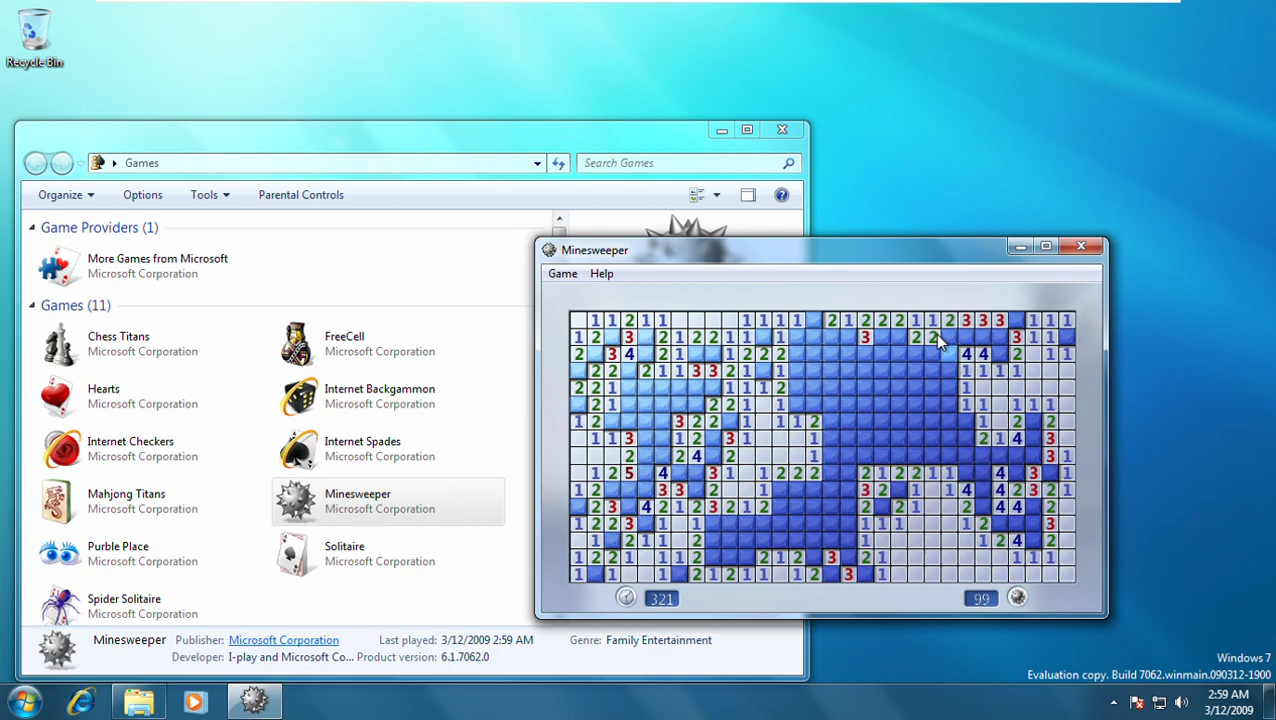 Recycle Bin
Games
Search Games
Organize Options Tools Parental Controls
Game Providers (1)
More Games from Microsoft
Microsoft Corporation
Games (11)
Chess Titans
Microsoft Corporation
FreeCell
Microsoft Corporation
Hearts
Microsoft Corporation
Internet Backgammon
Microsoft Corporation
Internet Checkers
Microsoft Corporation
Internet Spades
Microsoft Corporation
Mahjong Titans
Microsoft Corporation
Minesweeper
Microsoft Corporation
Purble Place
Microsoft Corporation
Solitaire
Microsoft Corporation
Spider Solitaire
Microsoft Corporation
Minesweeper Publisher: Microsoft Corporation Last played: 3/12/2009 2:59 AM Genre: Family Entertainment
Developer: I-play and Microsoft Co... Product version: 6.1.7062.0
Minesweeper
Game Help
321
99
Windows 7
Evaluation copy. Build 7062.winmain.090312-1900
2:59 AM
3/12/2009